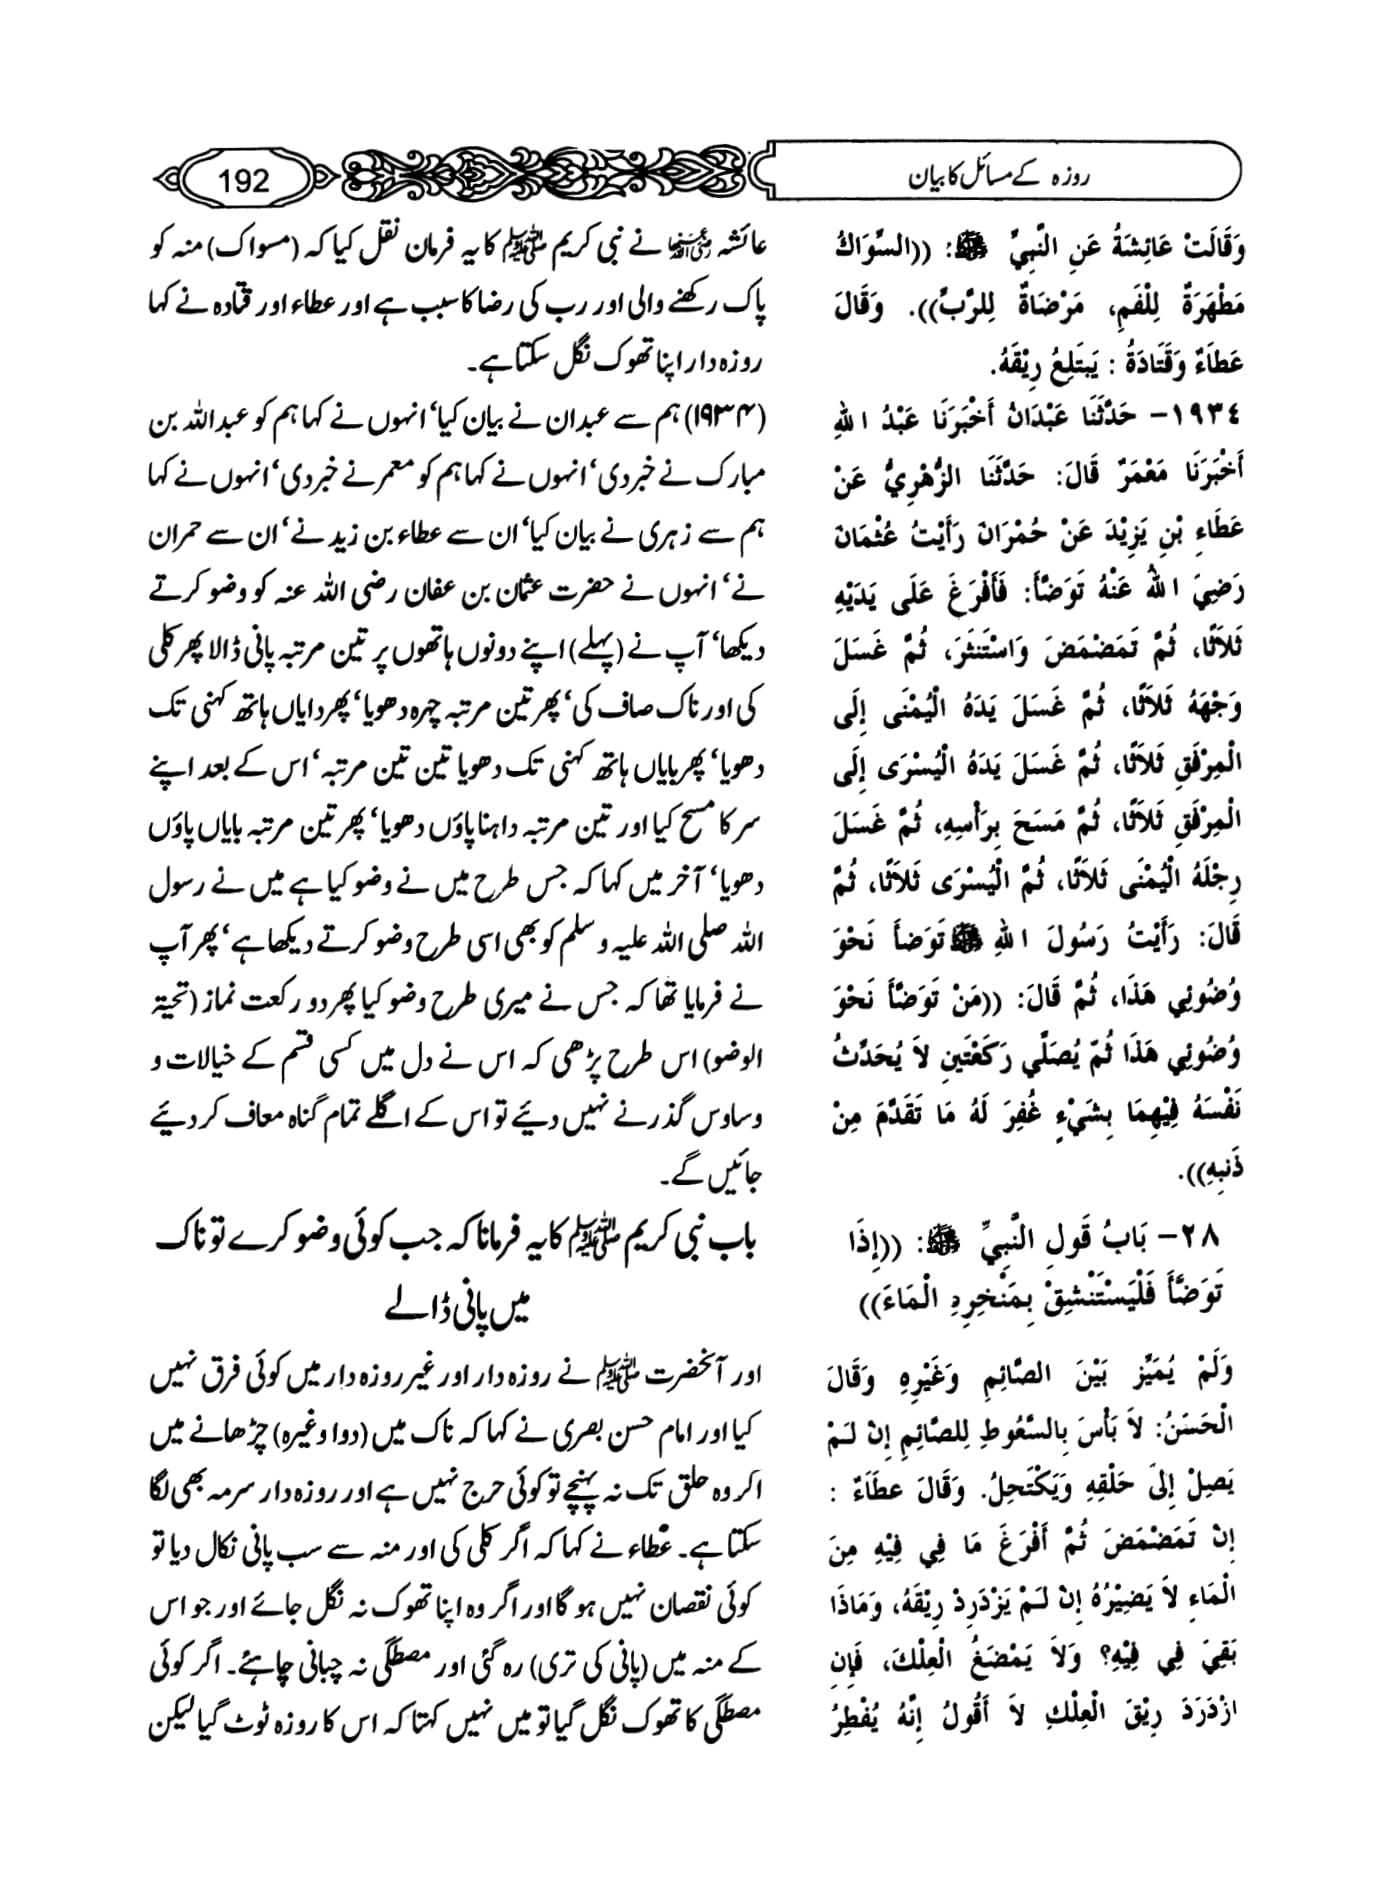 روزہ کے مسائل کا بیان
192
وَقَالَتْ عَائِشَةُ عَنِ النَّبِيِّ ﷺ: ((السِّوَاكُ
مَطْهَرَةٌ لِلْفَمِ، مَرْضَاةٌ لِلرَّبِّ)). وَقَالَ
عَطَاءٌ وَقَتَادَةُ : يَبتَلِعُ رِيْقَهُ.
١٩٣٤- حَدَّثَنَا عَبْدَانُ أَخْبَرَنَا عَبْدُ اللهِ
أَخْبَرَنَا مَعْمَرٌ قَالَ: حَدَّثَنَا الزُّهْرِيُّ عَنْ
عَطَاءِ بْنِ يَزِيْدَ عَنْ حُمْرَانَ رَأَيْتُ عُثْمَانَ
رَضِيَ اللهُ عَنْهُ تَوَضَّأَ: فَأَفْرَغَ عَلَى يَدَيْهِ
ثَلاَثًا، ثُمَّ تَمَضْمَضَ وَاسْتَنثَرَ، ثُمَّ غَسَلَ
وَجْهَهُ ثَلاَثًا، ثُمَّ غَسَلَ يَدَهُ الْيُمْنَى إِلَى
الْمِرْفَقِ ثَلاَثًا، ثُمَّ غَسَلَ يَدَهُ الْيُسْرَى إِلَى
الْمِرْفَقِ ثَلاَثًا، ثُمَّ مَسَحَ بِرَأْسِهِ، ثُمَّ غَسَلَ
رِجْلَهُ الْيُمْنَى ثَلاَثًا، ثُمَّ الْيُسْرَى ثَلاَثًا، ثُمَّ
قَالَ: رَأَيْتُ رَسُولَ اللهِ ﷺ تَوَضأَ نَحْوَ
وُضُوئِي هَذَا، ثُمَّ قَالَ: ((مَنْ تَوَضَّأَ نَحْوَ
وُضُوئِي هَذَا ثُمّ يُصَلِّي رَكَعْتَينِ لاَ يُحَدِّثُ
نَفْسَهُ فِيْهِمَا بِشَيْءٍ غُفِرَ لَهُ مَا تَقَدَّمَ مِنْ
ذَنبِهِ)).
٢٨- بَابُ قَولِ النَّبِيِّ ﷺ: ((إِذَا
تَوَضَّأَ فَلْيَسْتَنْشِقْ بِمَنْخِرِهِ الْمَاءَ))
وَلَمْ يُمَيِّز بَيْنَ الصَّائِمِ وَغَيْرِهِ وَقَالَ
الْحَسَنُ: لاَ بَأْسَ بِالسَّعُوطِ لِلصَّائِمِ إِنْ لَـمْ
يَصِلْ إِلَى حَلْقِهِ وَيَكْتَحِلُ. وَقَالَ عطَاءٌ :
إِنْ تَمَضْمَضَ ثُمَّ أَفْرَغَ مَا فِي فِيْهِ مِنَ
الْمَاءِ لاَ يَضِيْرُهُ إِنْ لَـمْ يَزْدَرِدْ رِيْقَهُ، وَمَاذَا
بَقِيَ فِي فِيْهِ؟ وَلاَ يَمْضَغُ الْعِلْكَ، فَإِنِ
ازْدَرَدَ رِيْقَ الْعِلْكِ لاَ أَقُولُ إِنَّهُ يُفْطِرُ
عائشہ رضی اللہ عنہا نے نبی کریم ﷺ کا یہ فرمان نقل کیا کہ (مسواک) منہ کو
پاک رکھنے والی اور رب کی رضا کا سبب ہے اور عطاء اور قتادہ نے کہا
روزہ دار اپنا تھوک نگل سکتا ہے۔
(۱۹۳۴) ہم سے عبدان نے بیان کیا‘ انہوں نے کہا ہم کو عبداللہ بن
مبارک نے خبر دی‘ انہوں نے کہا ہم کو معمر نے خبر دی‘ انہوں نے کہا
ہم سے زہری نے بیان کیا‘ ان سے عطاء بن زید نے‘ ان سے حمران
نے‘ انہوں نے حضرت عثمان بن عفان رضی اللہ عنہ کو وضو کرتے
دیکھا‘ آپ نے (پہلے) اپنے دونوں ہاتھوں پر تین مرتبہ پانی ڈالا پھر کلی
کی اور ناک صاف کی‘ پھر تین مرتبہ چہرہ دھویا‘ پھر دایاں ہاتھ کہنی تک
دھویا‘ پھر بایاں ہاتھ کہنی تک دھویا تین تین مرتبہ‘ اس کے بعد اپنے
سر کا مسح کیا اور تین مرتبہ داہنا پاؤں دھویا‘ پھر تین مرتبہ بایاں پاؤں
دھویا‘ آخر میں کہا کہ جس طرح میں نے وضو کیا ہے میں نے رسول
اللہ صلی اللہ علیہ و سلم کو بھی اسی طرح وضو کرتے دیکھا ہے‘ پھر آپ
نے فرمایا تھا کہ جس نے میری طرح وضو کیا پھر دو رکعت نماز (تحیۃ
الوضو) اس طرح پڑھی کہ اس نے دل میں کسی قسم کے خیالات و
وساوس گذرنے نہیں دیئے تو اس کے اگلے تمام گناہ معاف کر دیئے
جائیں گے۔
باب نبی کریم ﷺ کا یہ فرمانا کہ جب کوئی وضو کرے تو ناک
میں پانی ڈالے
اور آنحضرت ﷺ نے روزہ دار اور غیر روزہ دار میں کوئی فرق نہیں
کیا اور امام حسن بصری نے کہا کہ ناک میں (دوا وغیرہ) چڑھانے میں
اگر وہ حلق تک نہ پہنچے تو کوئی حرج نہیں ہے اور روزہ دار سرمہ بھی لگا
سکتا ہے۔ عطاء نے کہا کہ اگر کلی کی اور منہ سے سب پانی نکال دیا تو
کوئی نقصان نہیں ہو گا اور اگر وہ اپنا تھوک نہ نگل جائے اور جو اس
کے منہ میں (پانی کی تری) رہ گئی اور مصطگی نہ چبانی چاہئے۔ اگر کوئی
مصطگی کا تھوک نگل گیا تو میں نہیں کہتا کہ اس کا روزہ ٹوٹ گیا لیکن